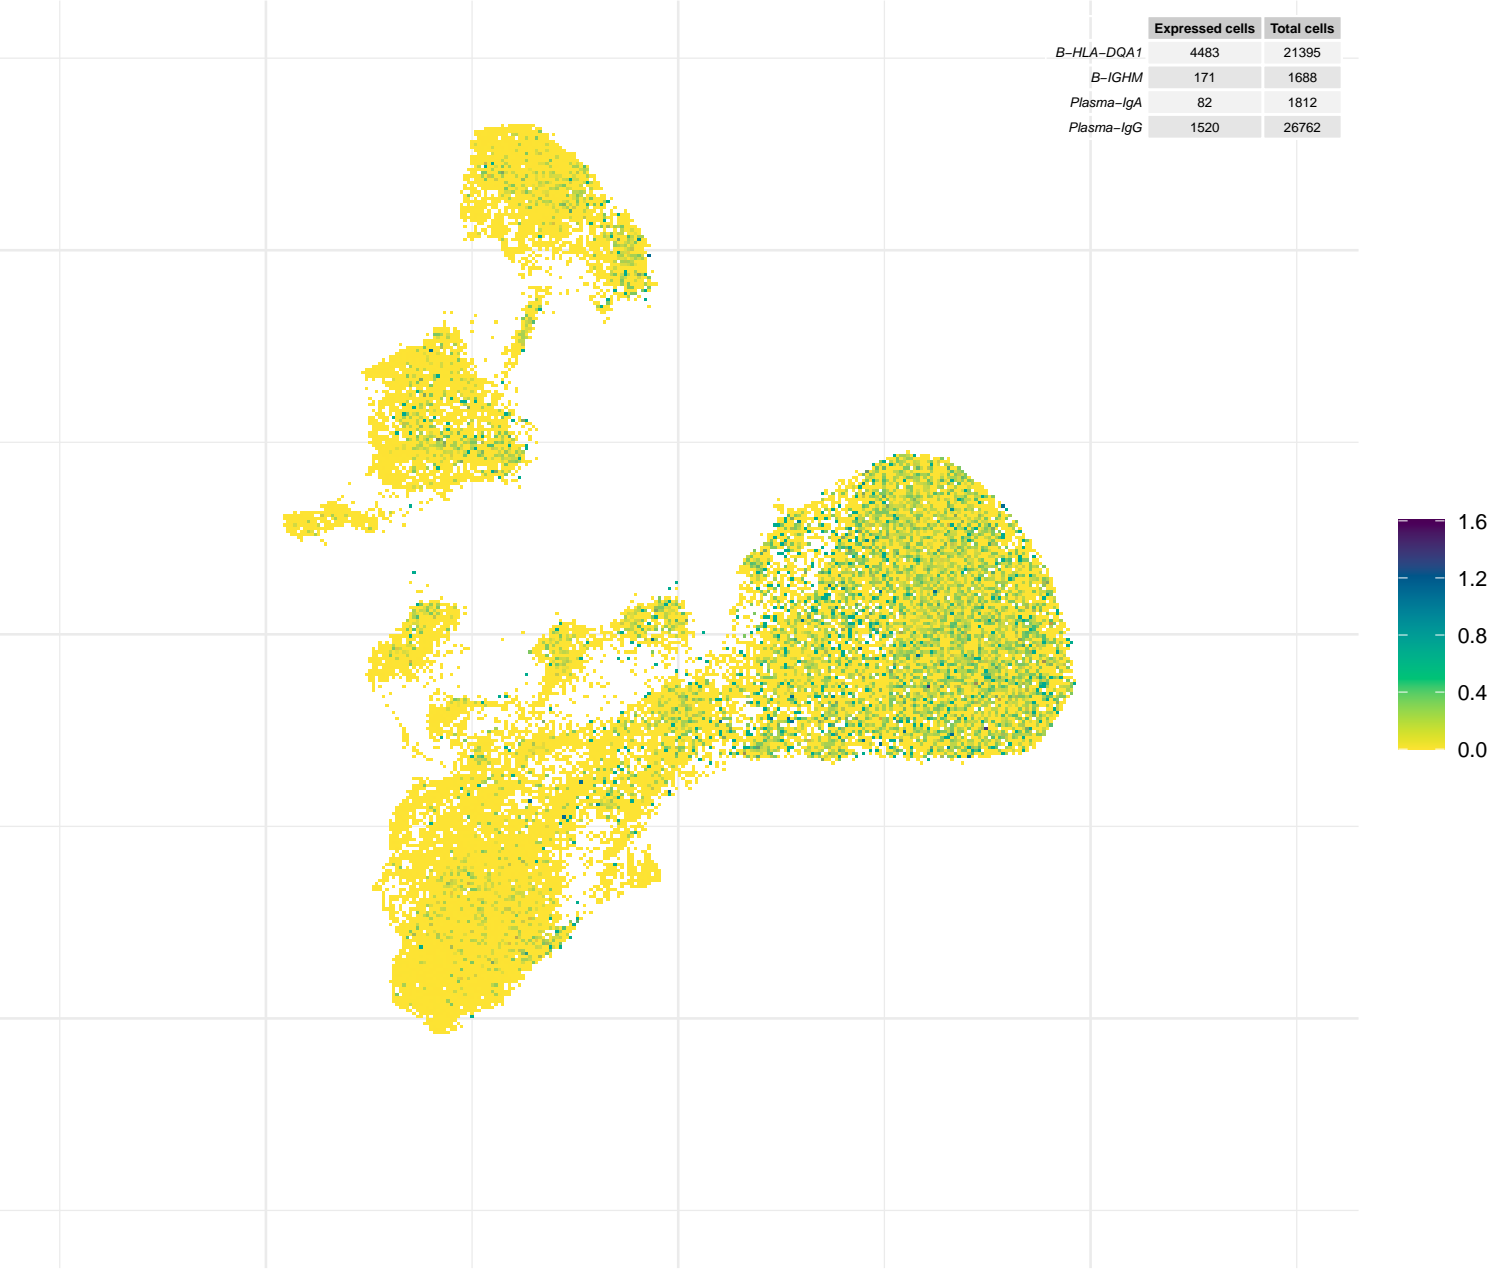 Expressed cells Total cells
B−HLA−DQA1 4483 21395
B−IGHM 171 1688
Plasma−IgA 82 1812
Plasma−IgG 1520 26762
1.6
1.2
0.8
0.4
0.0